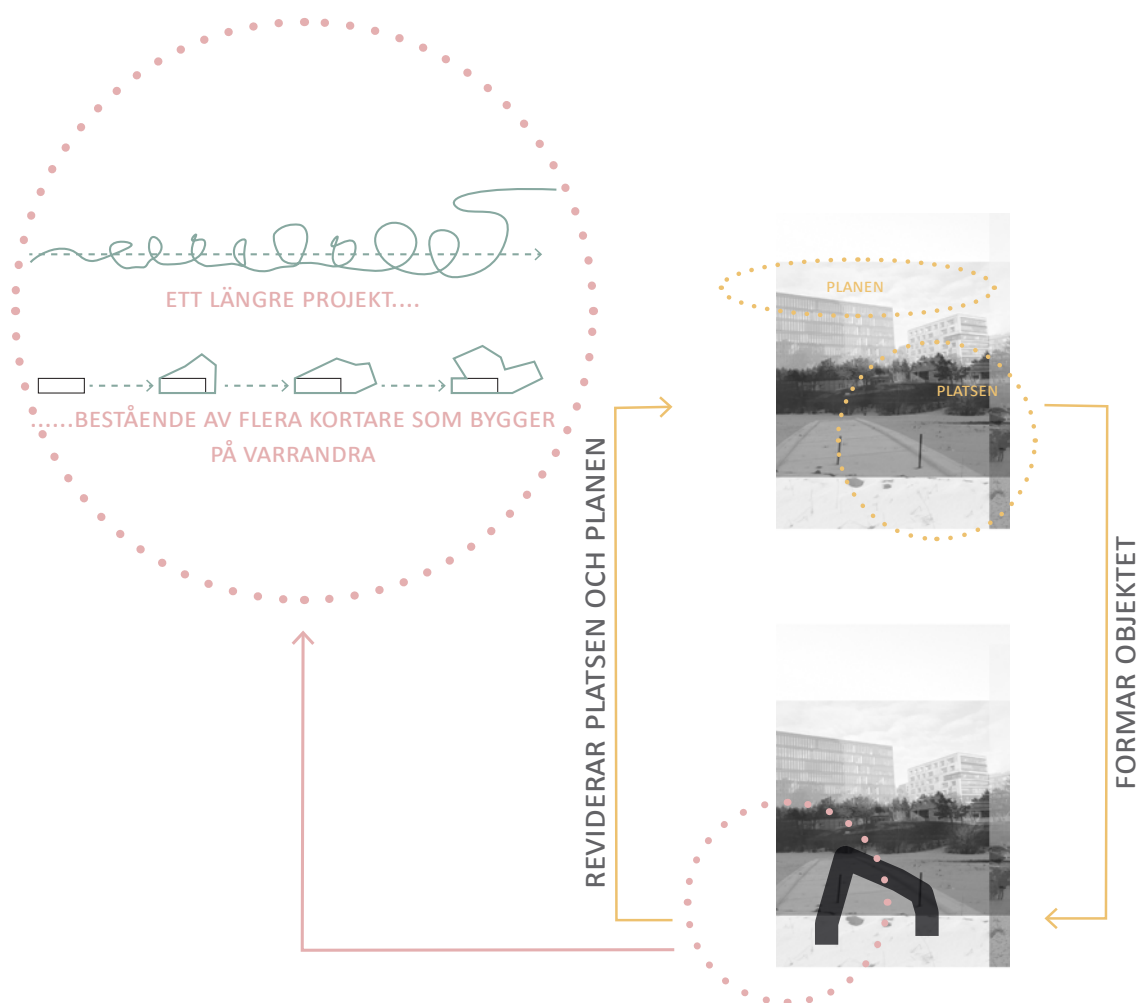 ETT LÄNGRE PROJEKT....
......BESTÅENDE AV FLERA KORTARE SOM BYGGER
PÅ VARRANDRA
REVIDERAR PLATSEN OCH PLANEN
PLANEN
PLATSEN
FORMAR OBJEKTET